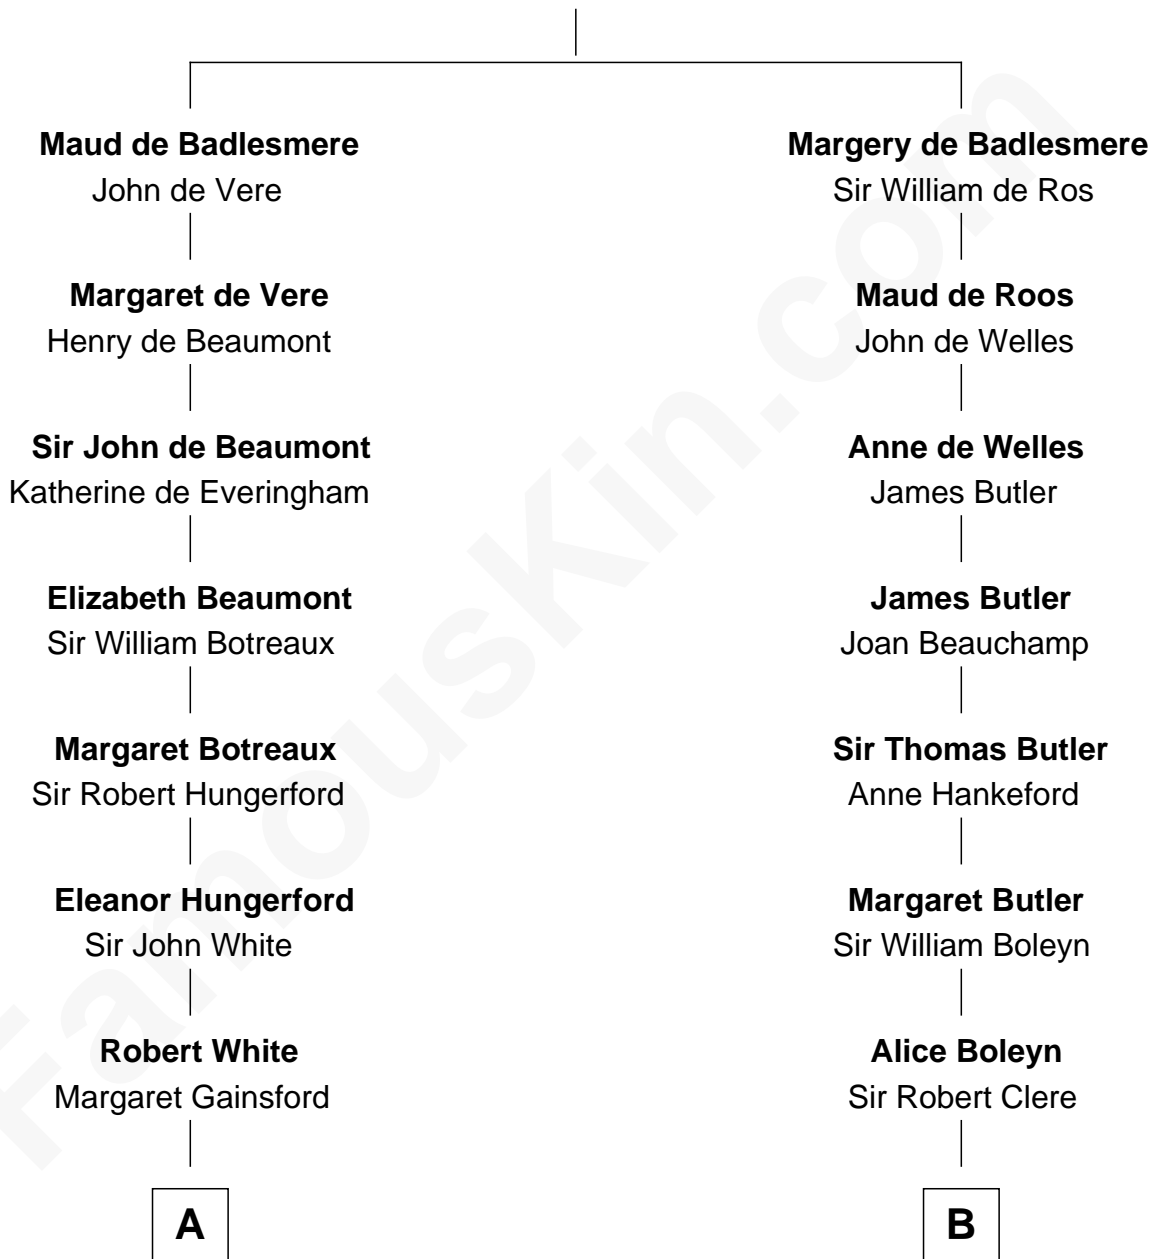 Maud de Badlesmere
John de Vere
Margaret de Vere
Henry de Beaumont
Sir John de Beaumont
Katherine de Everingham
Elizabeth Beaumont
Sir William Botreaux
Margaret Botreaux
Sir Robert Hungerford
Eleanor Hungerford
Sir John White
Robert White
Margaret Gainsford
A
Margery de Badlesmere
Sir William de Ros
Maud de Roos
John de Welles
Anne de Welles
James Butler
James Butler
Joan Beauchamp
Sir Thomas Butler
Anne Hankeford
Margaret Butler
Sir William Boleyn
Alice Boleyn
Sir Robert Clere
B
FamousKin.com